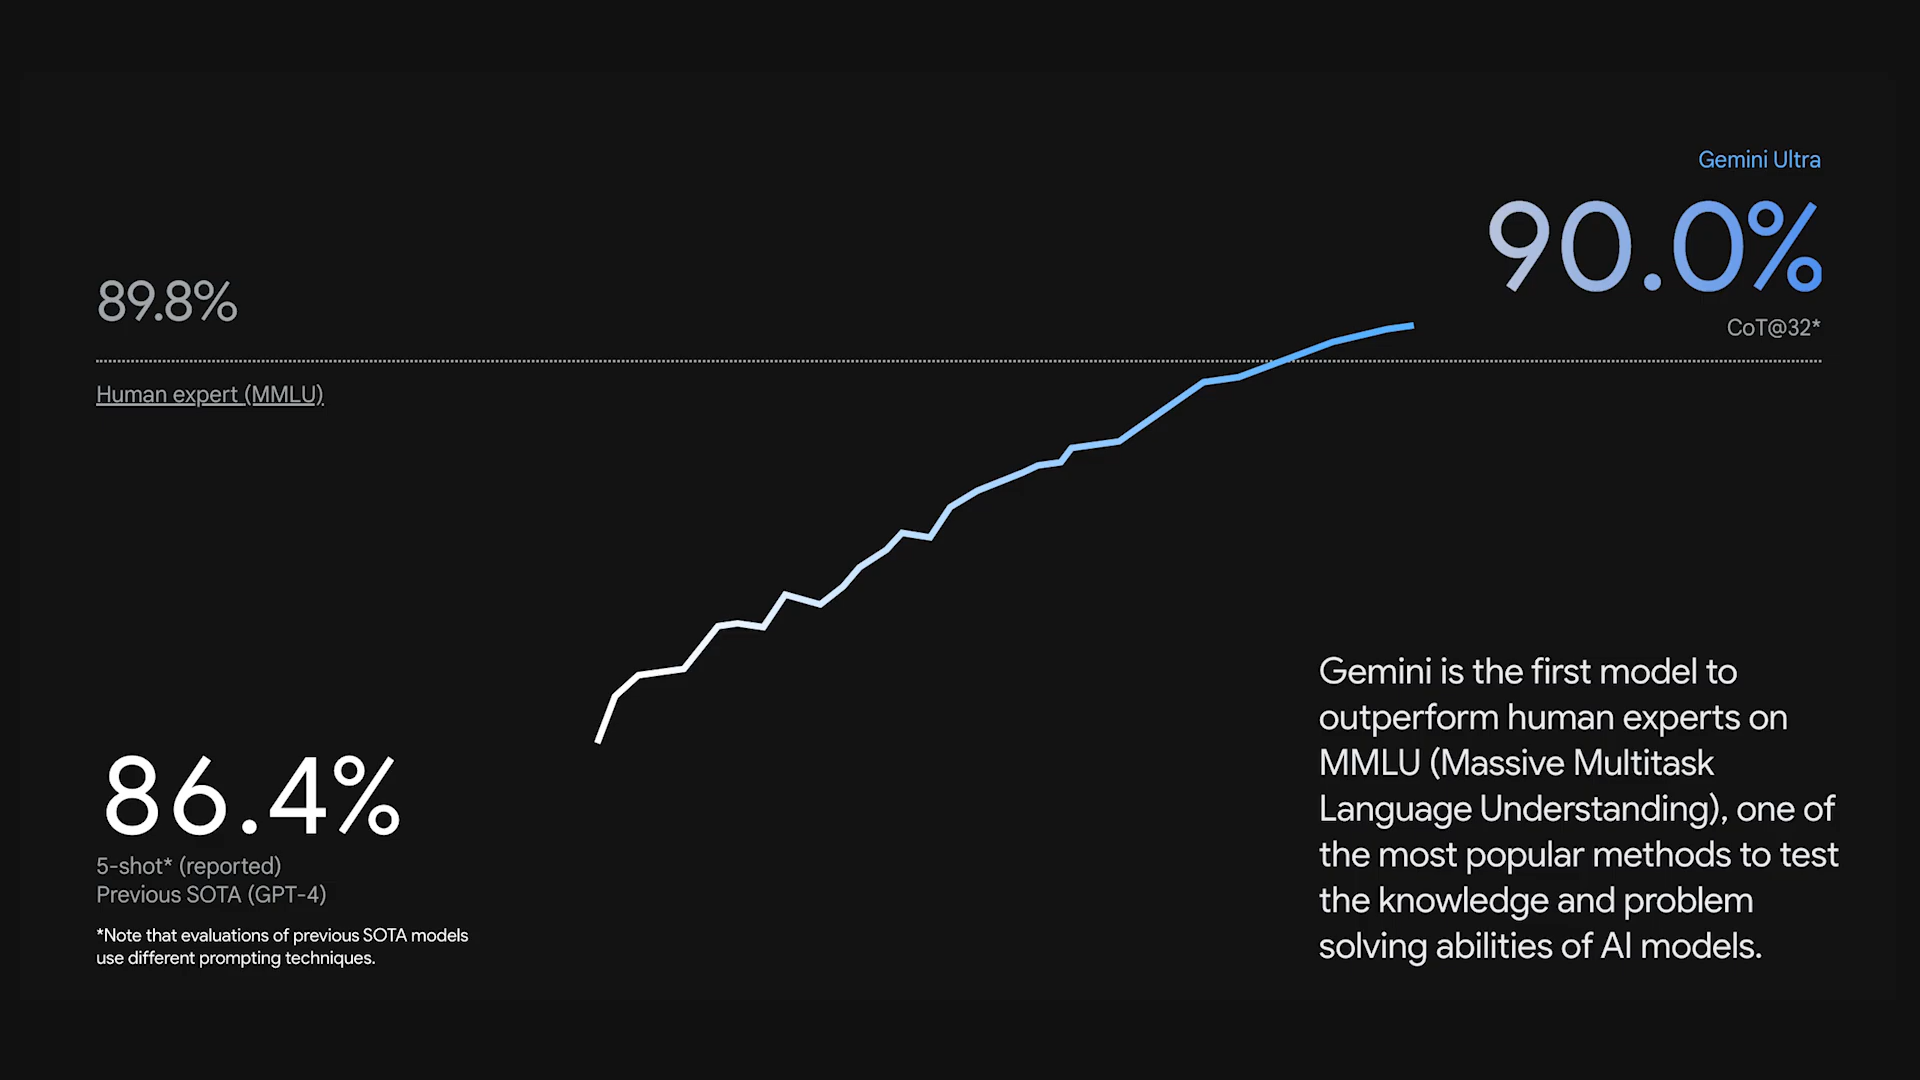 Gemini Ultra
90.0%
CoT@32*
89.8%
Human expert (MMLU)
86.4%
5-shot* (reported)
Previous SOTA (GPT-4)
*Note that evaluations of previous SOTA models
use different prompting techniques.
Gemini is the first model to
outperform human experts on
MMLU (Massive Multitask
Language Understanding), one of
the most popular methods to test
the knowledge and problem
solving abilities of AI models.